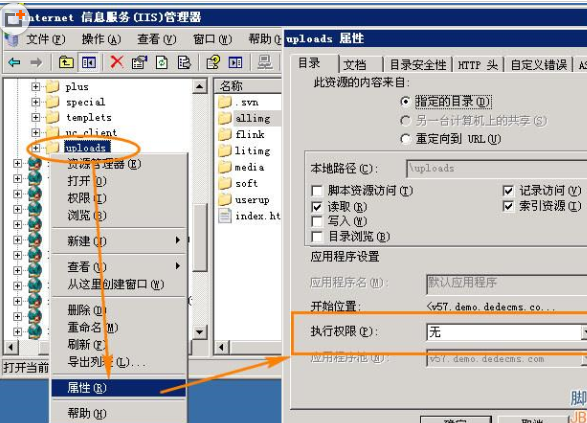 Internet 信息服务(IIS)管理器
文件(F) 操作(A) 查看(V) 窗口(W) 帮助(
名称
plus
special
templets
uc_client
uploads
资源管理器(E)
打开(O)
权限(I)
浏览(B)
新建(N)
查看(V)
从这里创建窗口(W)
删除(D)
重命名(M)
刷新(F)
导出列表(L)...
属性(R)
帮助(H)
打开当前
.svn
allimg
flink
litimg
media
soft
userup
index.ht
uploads 属性
目录 文档 目录安全性 HTTP 头 自定义错误 AS
此资源的内容来自:
指定的目录(D)
另一台计算机上的共享(S)
重定向到 URL(U)
本地路径(C): \uploads
脚本资源访问(T) 记录访问(V)
读取(R) 索引资源(I)
写入(W)
目录浏览(B)
应用程序设置
应用程序名(M): 默认应用程序
开始位置: <v57.demo.dedecms.co...
执行权限(P): 无
应用程序池(N): v57.demo.dedecms.com
确定 取消
脚
JB